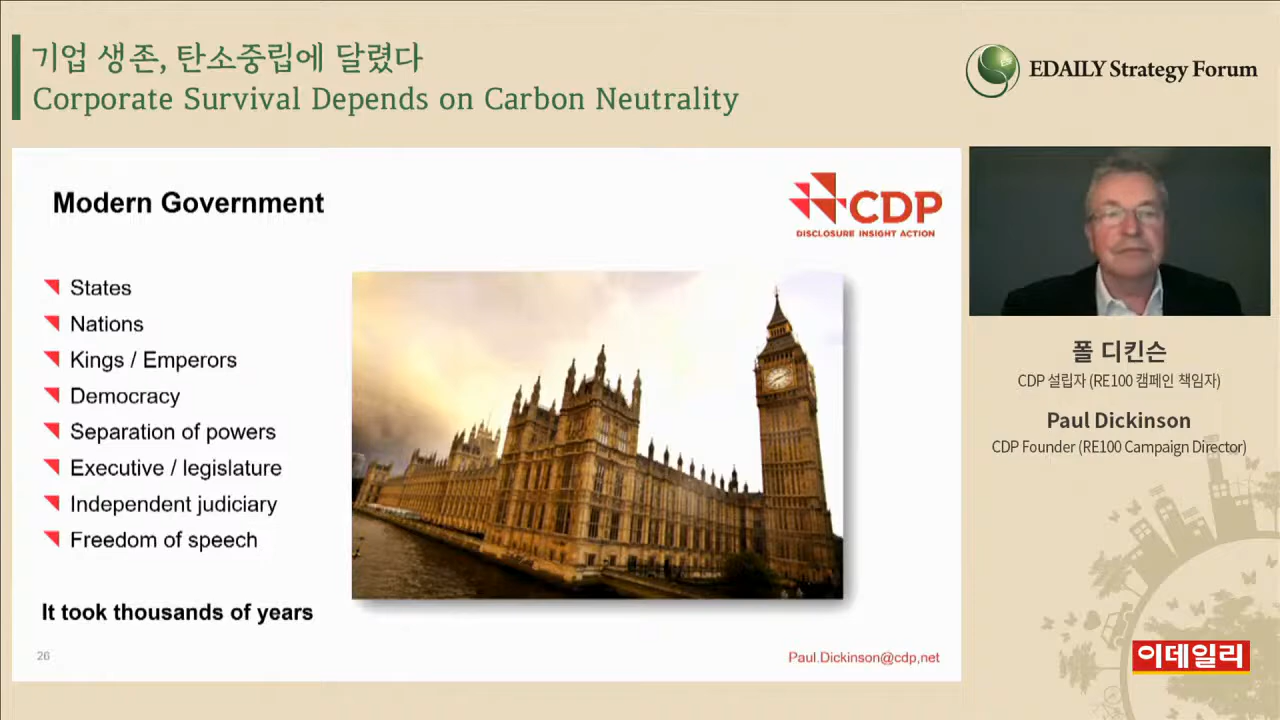 기업 생존, 탄소중립에 달렸다
Corporate Survival Depends on Carbon Neutrality
EDAILY Strategy Forum
Modern Government
CDP
DISCLOSURE INSIGHT ACTION
States
Nations
Kings / Emperors
Democracy
Separation of powers
Executive / legislature
Independent judiciary
Freedom of speech
It took thousands of years
26
Paul.Dickinson@cdp,net
폴 디킨슨
CDP 설립자 (RE100 캠페인 책임자)
Paul Dickinson
CDP Founder (RE100 Campaign Director)
이데일리